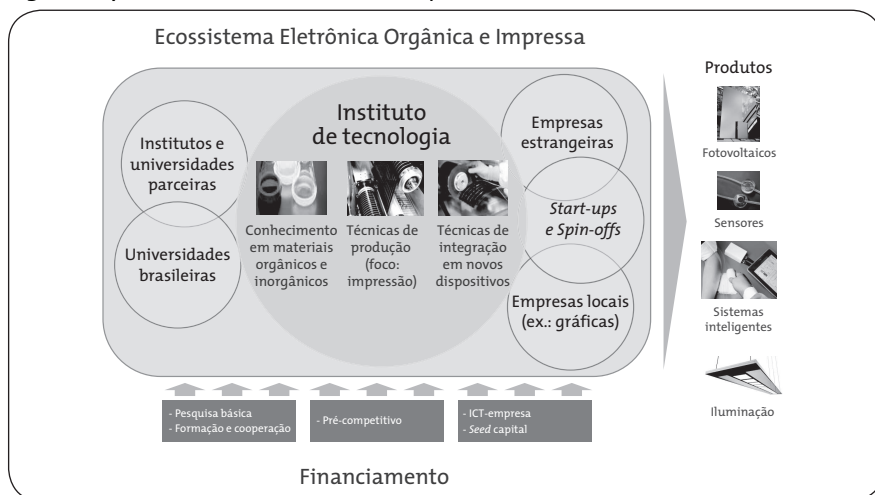 Ecossistema Eletrônica Orgânica e Impressa
Institutos e
universidades
parceiras
Universidades
brasileiras
Instituto
de tecnologia
Conhecimento
em materiais
orgânicos e
inorgânicos
Técnicas de
produção
(foco:
impressão)
Técnicas de
integração
em novos
dispositivos
Empresas
estrangeiras
Start-ups
e Spin-offs
Empresas locais
(ex.: gráficas)
Produtos
Fotovoltaicos
Sensores
Sistemas
inteligentes
Iluminação
- Pesquisa básica
- Formação e cooperação
- Pré-competitivo
- ICT-empresa
- Seed capital
Financiamento